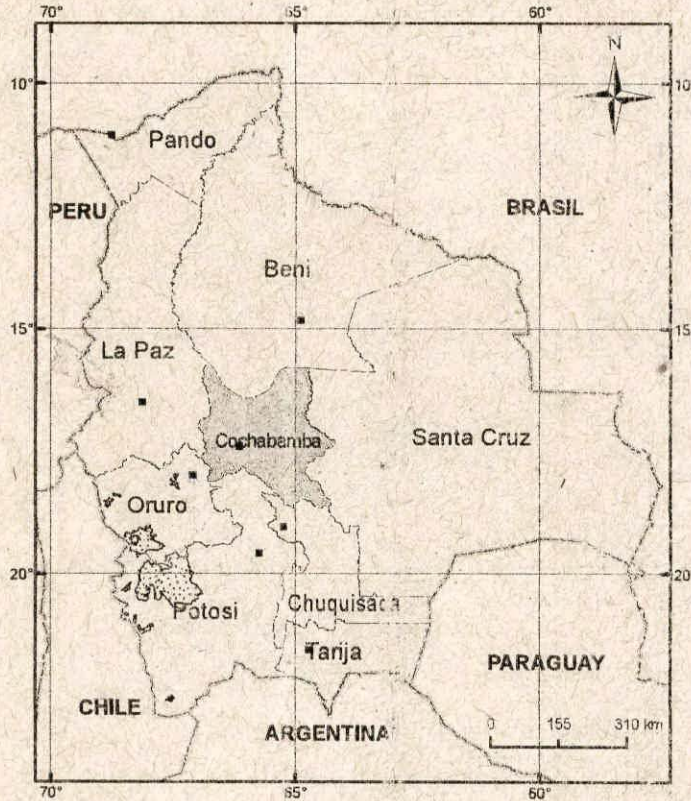 70° 65° 60°
N
10° 10°
Pando
PERU
BRASIL
Beni
15° 15°
La Paz
Cochabamba
Santa Cruz
Oruro
20° 20°
Potosi
Chuquisaca
Tarija
PARAGUAY
CHILE
0 155 310 km
ARGENTINA
70° 65° 60°